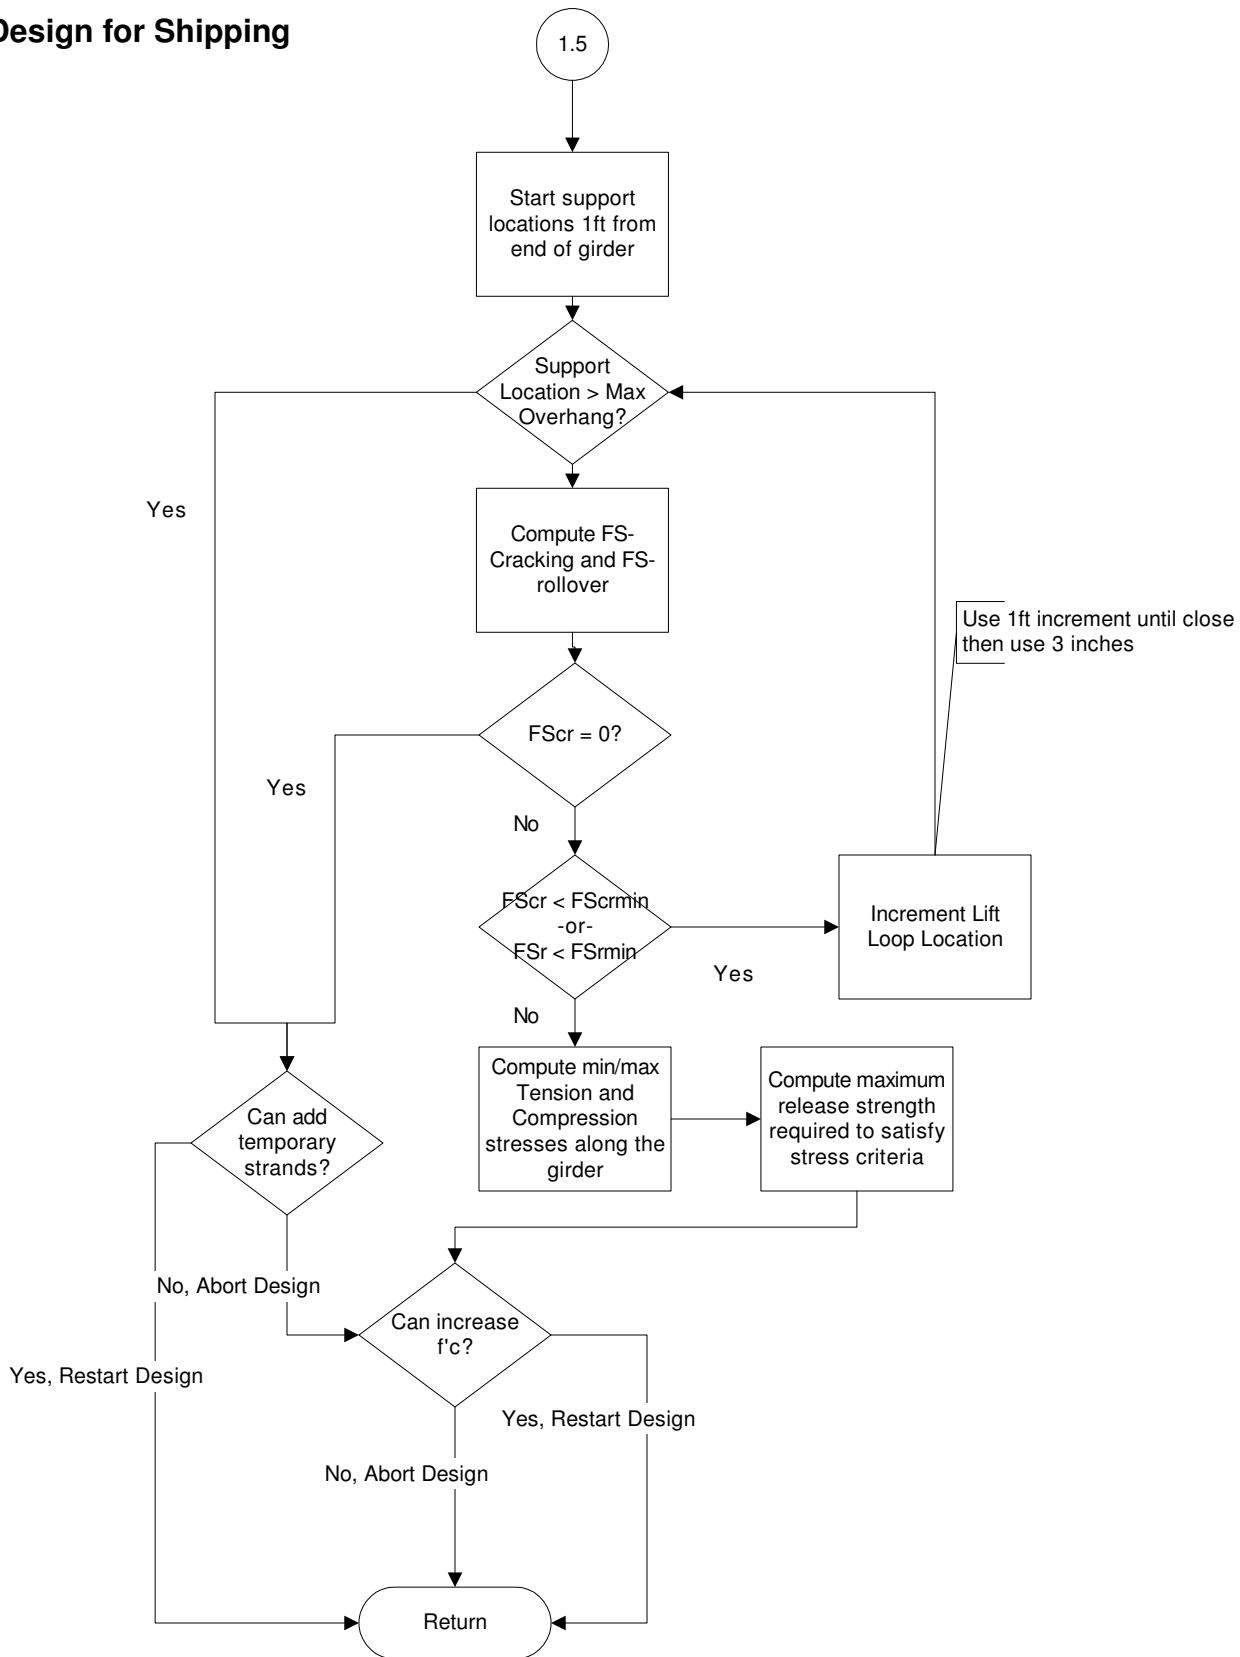 Design for Shipping
1.5
Start support
locations 1ft from
end of girder
Support
Location > Max
Overhang?
Yes
Compute FS-
Cracking and FS-
rollover
Use 1ft increment until close
then use 3 inches
FScr = 0?
Yes
No
FScr < FScrmin
-or-
FSr < FSrmin
Increment Lift
Loop Location
Yes
No
Compute min/max
Tension and
Compression
stresses along the
girder
Compute maximum
release strength
required to satisfy
stress criteria
Can add
temporary
strands?
No, Abort Design
Can increase
f'c?
Yes, Restart Design
Yes, Restart Design
No, Abort Design
Return